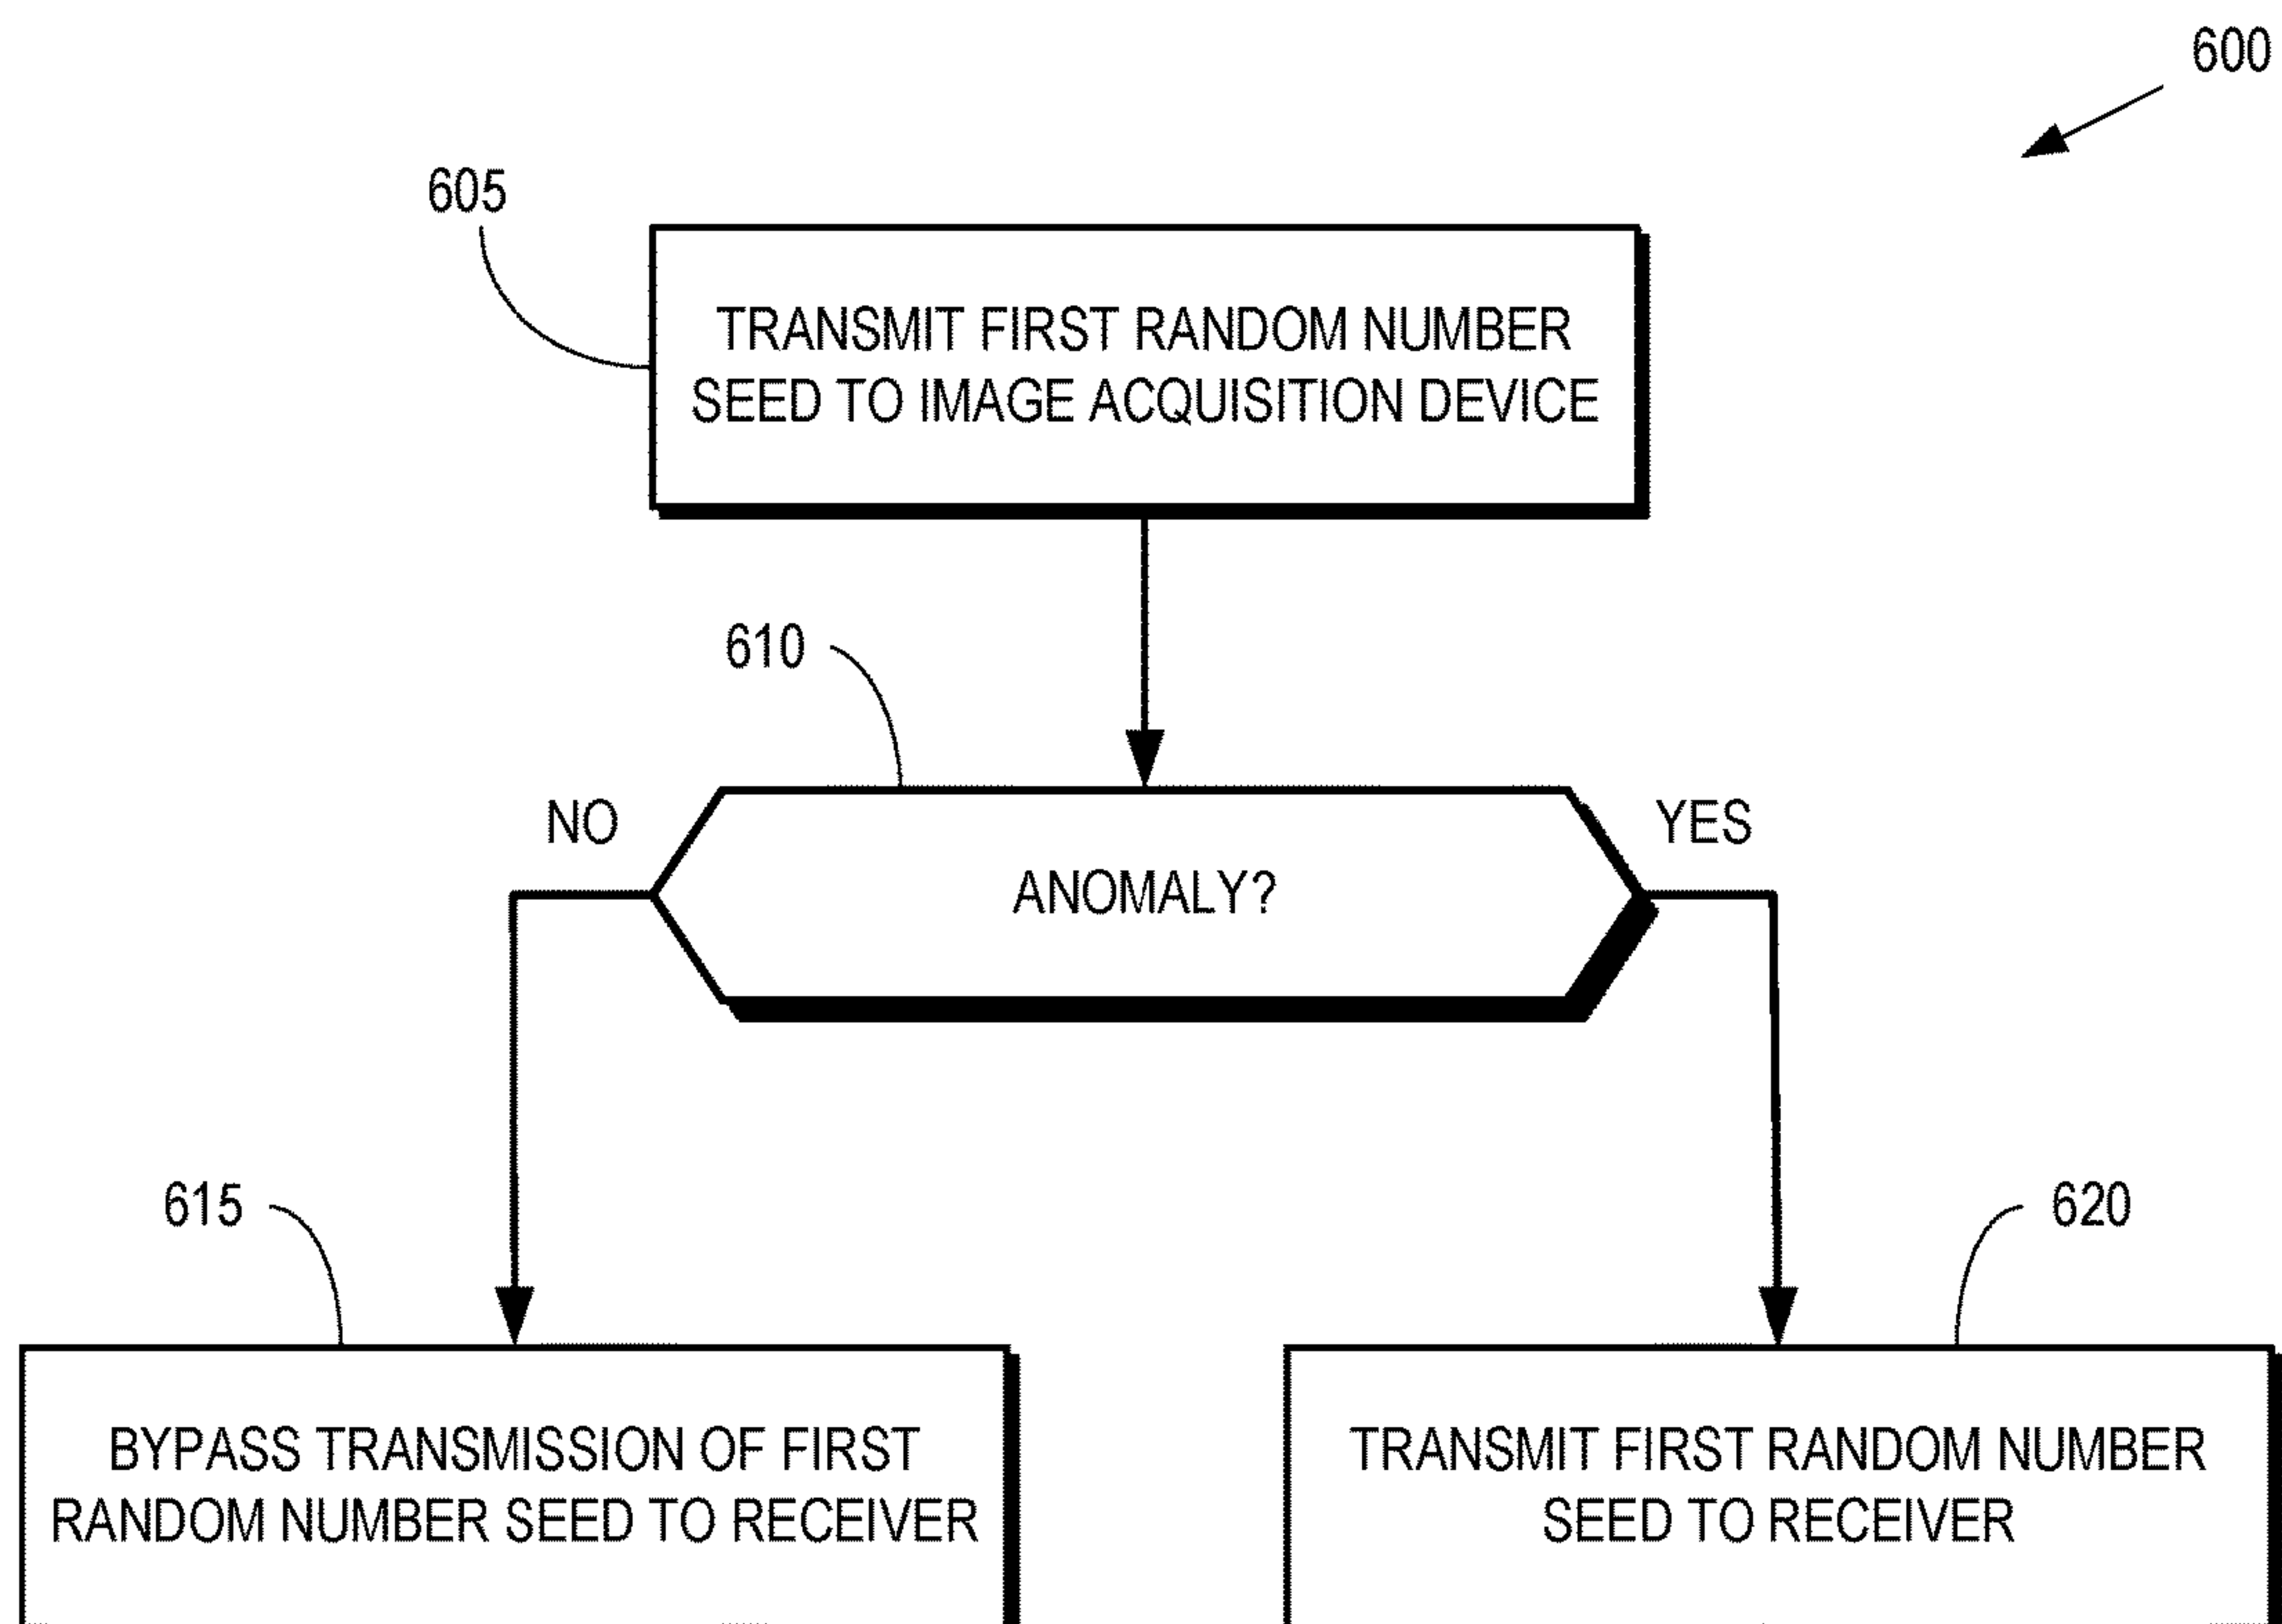 600
605
TRANSMIT FIRST RANDOM NUMBER
SEED TO IMAGE ACQUISITION DEVICE
610
NO
YES
ANOMALY?
615
620
BYPASS TRANSMISSION OF FIRST
RANDOM NUMBER SEED TO RECEIVER
TRANSMIT FIRST RANDOM NUMBER
SEED TO RECEIVER